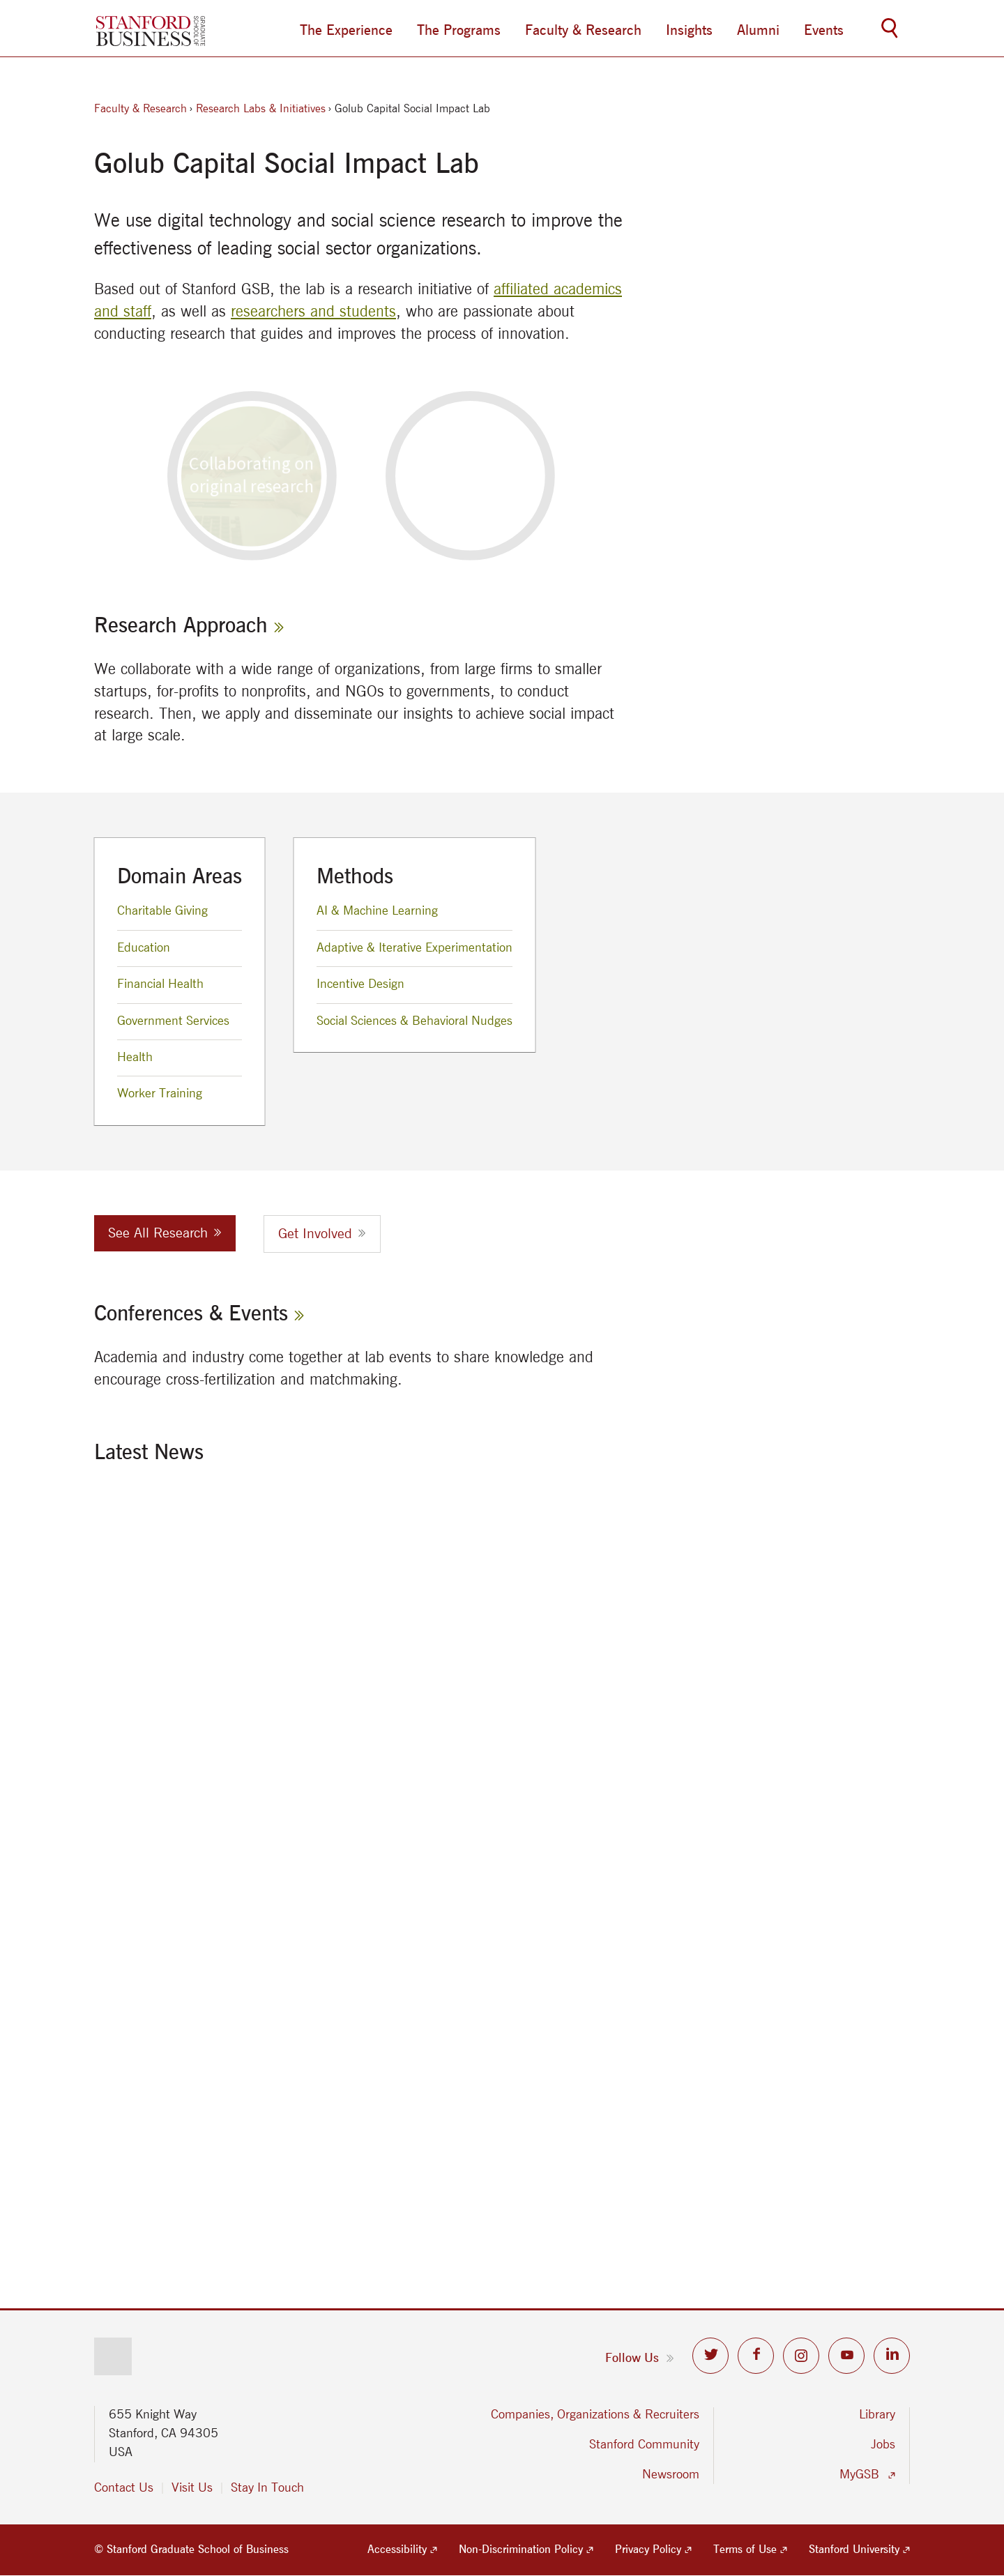 STANFORD
BUSINESS
GRADUATE
SCHOOL OF
The Experience
The Programs
Faculty & Research
Insights
Alumni
Events
Faculty & Research › Research Labs & Initiatives › Golub Capital Social Impact Lab
Golub Capital Social Impact Lab
We use digital technology and social science research to improve the
effectiveness of leading social sector organizations.
Based out of Stanford GSB, the lab is a research initiative of affiliated academics
and staff, as well as researchers and students, who are passionate about
conducting research that guides and improves the process of innovation.
Collaborating on
original research
Research Approach »
We collaborate with a wide range of organizations, from large firms to smaller
startups, for-profits to nonprofits, and NGOs to governments, to conduct
research. Then, we apply and disseminate our insights to achieve social impact
at large scale.
Domain Areas
Charitable Giving
Education
Financial Health
Government Services
Health
Worker Training
Methods
AI & Machine Learning
Adaptive & Iterative Experimentation
Incentive Design
Social Sciences & Behavioral Nudges
See All Research »
Get Involved »
Conferences & Events »
Academia and industry come together at lab events to share knowledge and
encourage cross-fertilization and matchmaking.
Latest News
Follow Us »
655 Knight Way
Stanford, CA 94305
USA
Contact Us | Visit Us | Stay In Touch
Companies, Organizations & Recruiters
Stanford Community
Newsroom
Library
Jobs
MyGSB
© Stanford Graduate School of Business
Accessibility
Non-Discrimination Policy
Privacy Policy
Terms of Use
Stanford University